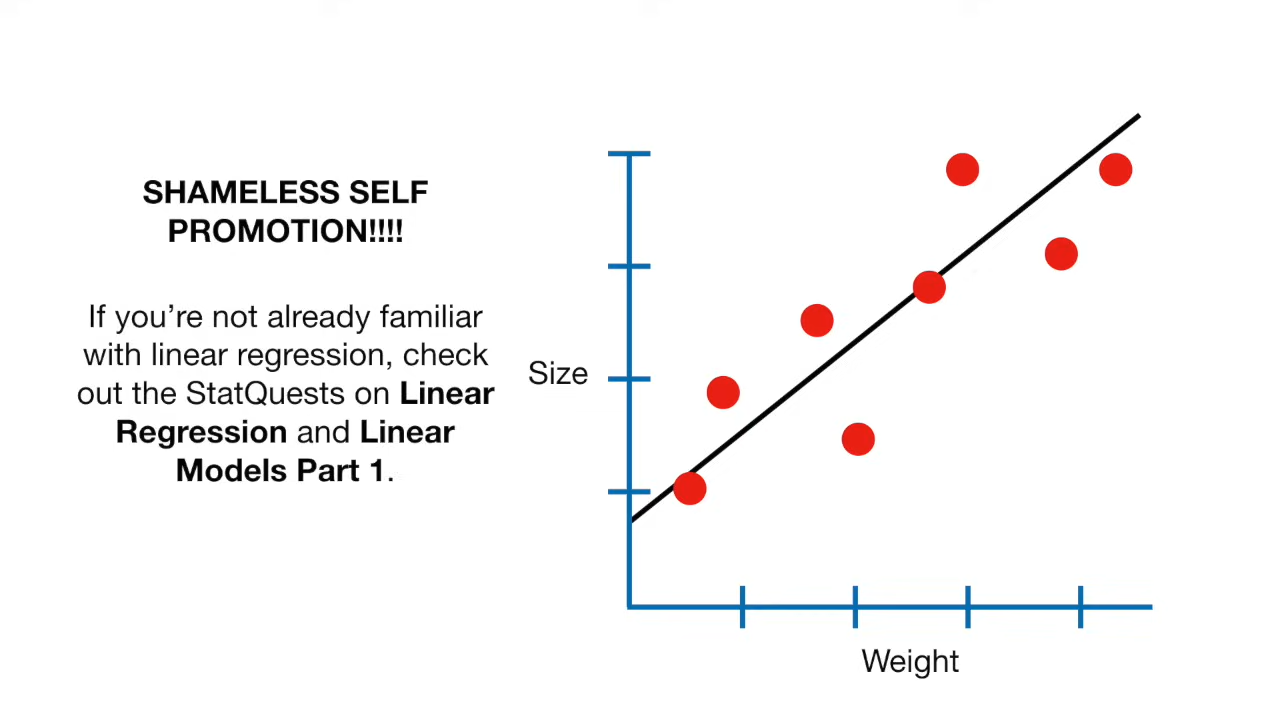 SHAMELESS SELF
PROMOTION!!!!
If you’re not already familiar
with linear regression, check
out the StatQuests on Linear
Regression and Linear
Models Part 1.
Size
Weight